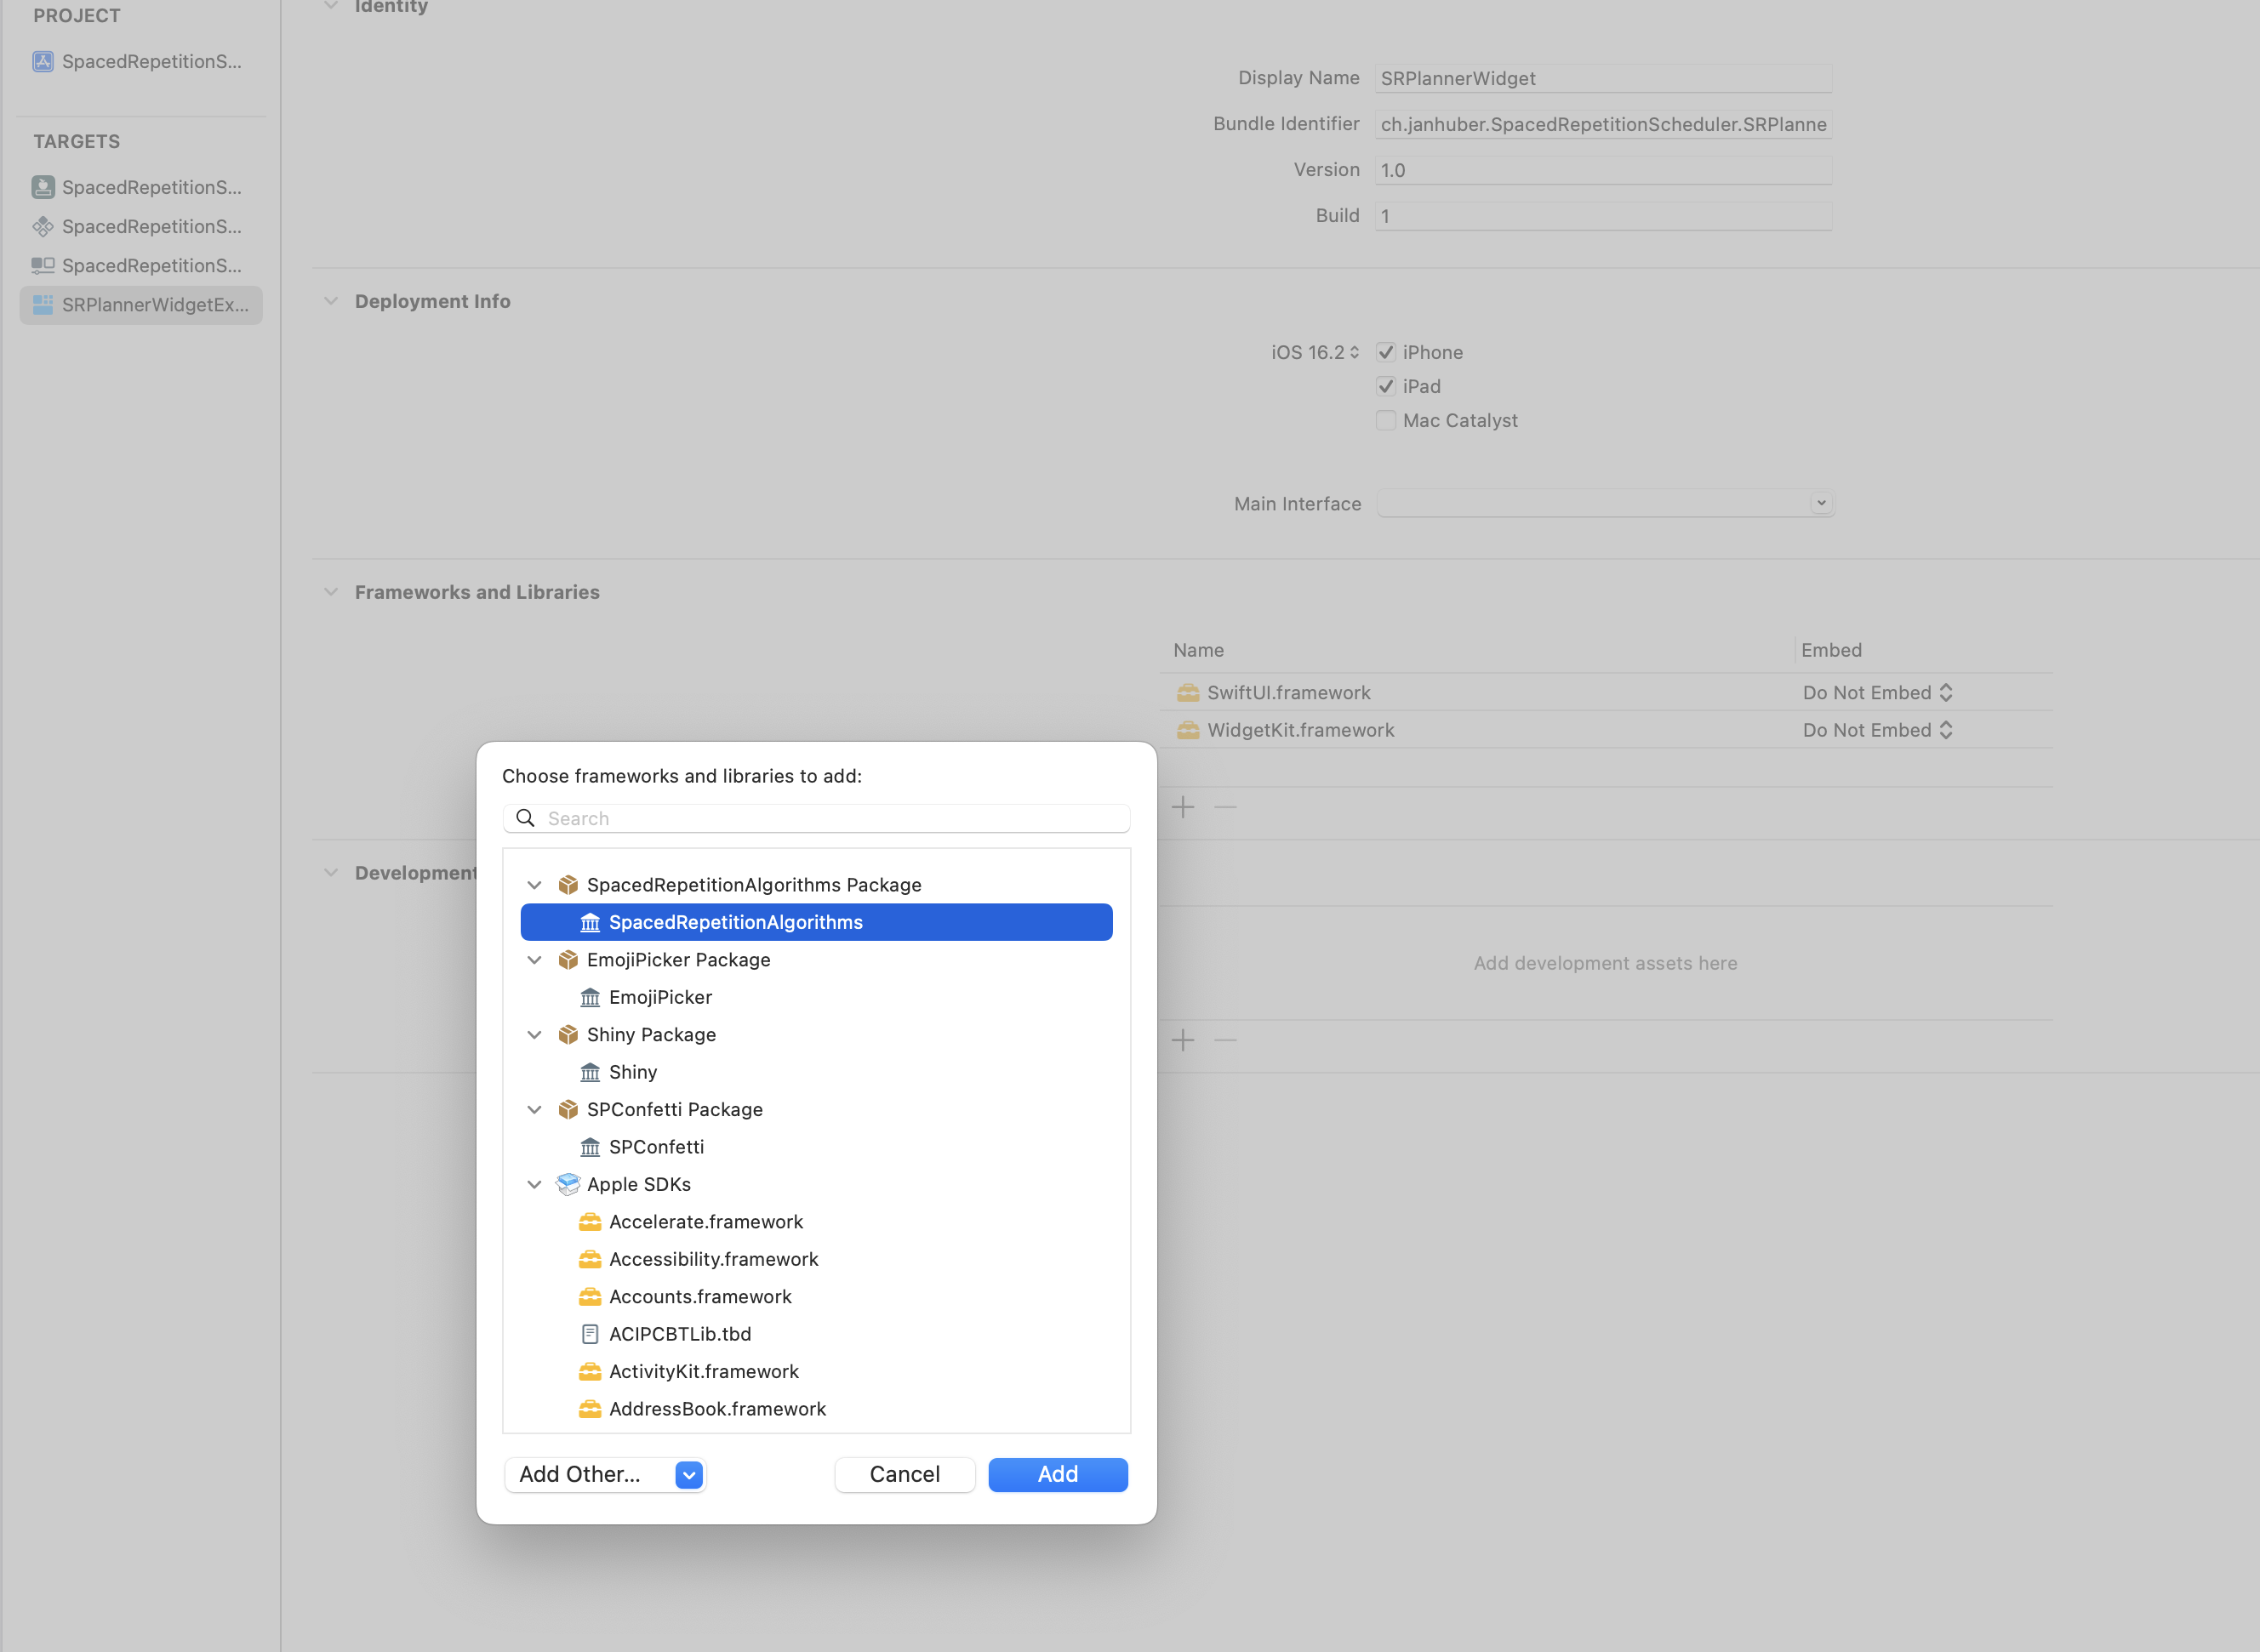 PROJECT
SpacedRepetitionS...
TARGETS
SpacedRepetitionS...
SpacedRepetitionS...
SpacedRepetitionS...
SRPlannerWidgetEx...
Identity
Display Name SRPlannerWidget
Bundle Identifier ch.janhuber.SpacedRepetitionScheduler.SRPlanne
Version 1.0
Build 1
Deployment Info
iOS 16.2 iPhone
iPad
Mac Catalyst
Main Interface
Frameworks and Libraries
Name Embed
SwiftUI.framework Do Not Embed
WidgetKit.framework Do Not Embed
Development
Add development assets here
Choose frameworks and libraries to add:
Search
SpacedRepetitionAlgorithms Package
SpacedRepetitionAlgorithms
EmojiPicker Package
EmojiPicker
Shiny Package
Shiny
SPConfetti Package
SPConfetti
Apple SDKs
Accelerate.framework
Accessibility.framework
Accounts.framework
ACIPCBTLib.tbd
ActivityKit.framework
AddressBook.framework
Add Other... Cancel Add